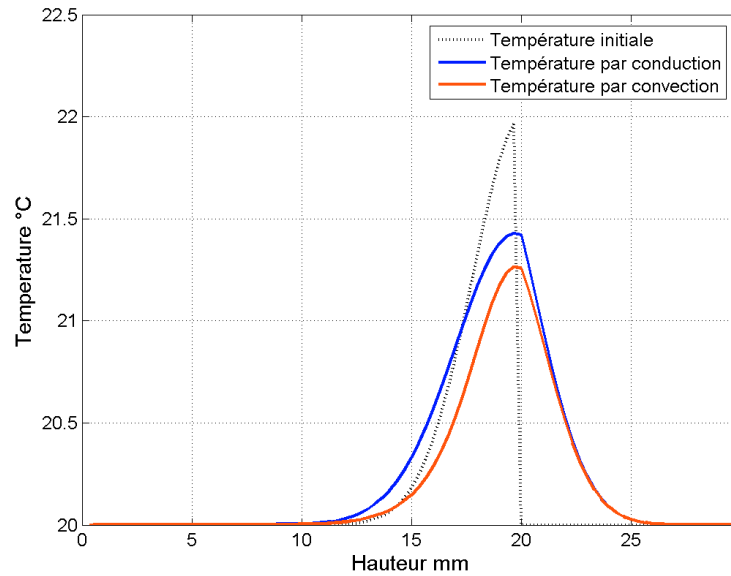 22.5
22
21.5
21
20.5
20
Temperature °C
Température initiale
Température par conduction
Température par convection
0
5
10
15
20
25
Hauteur mm